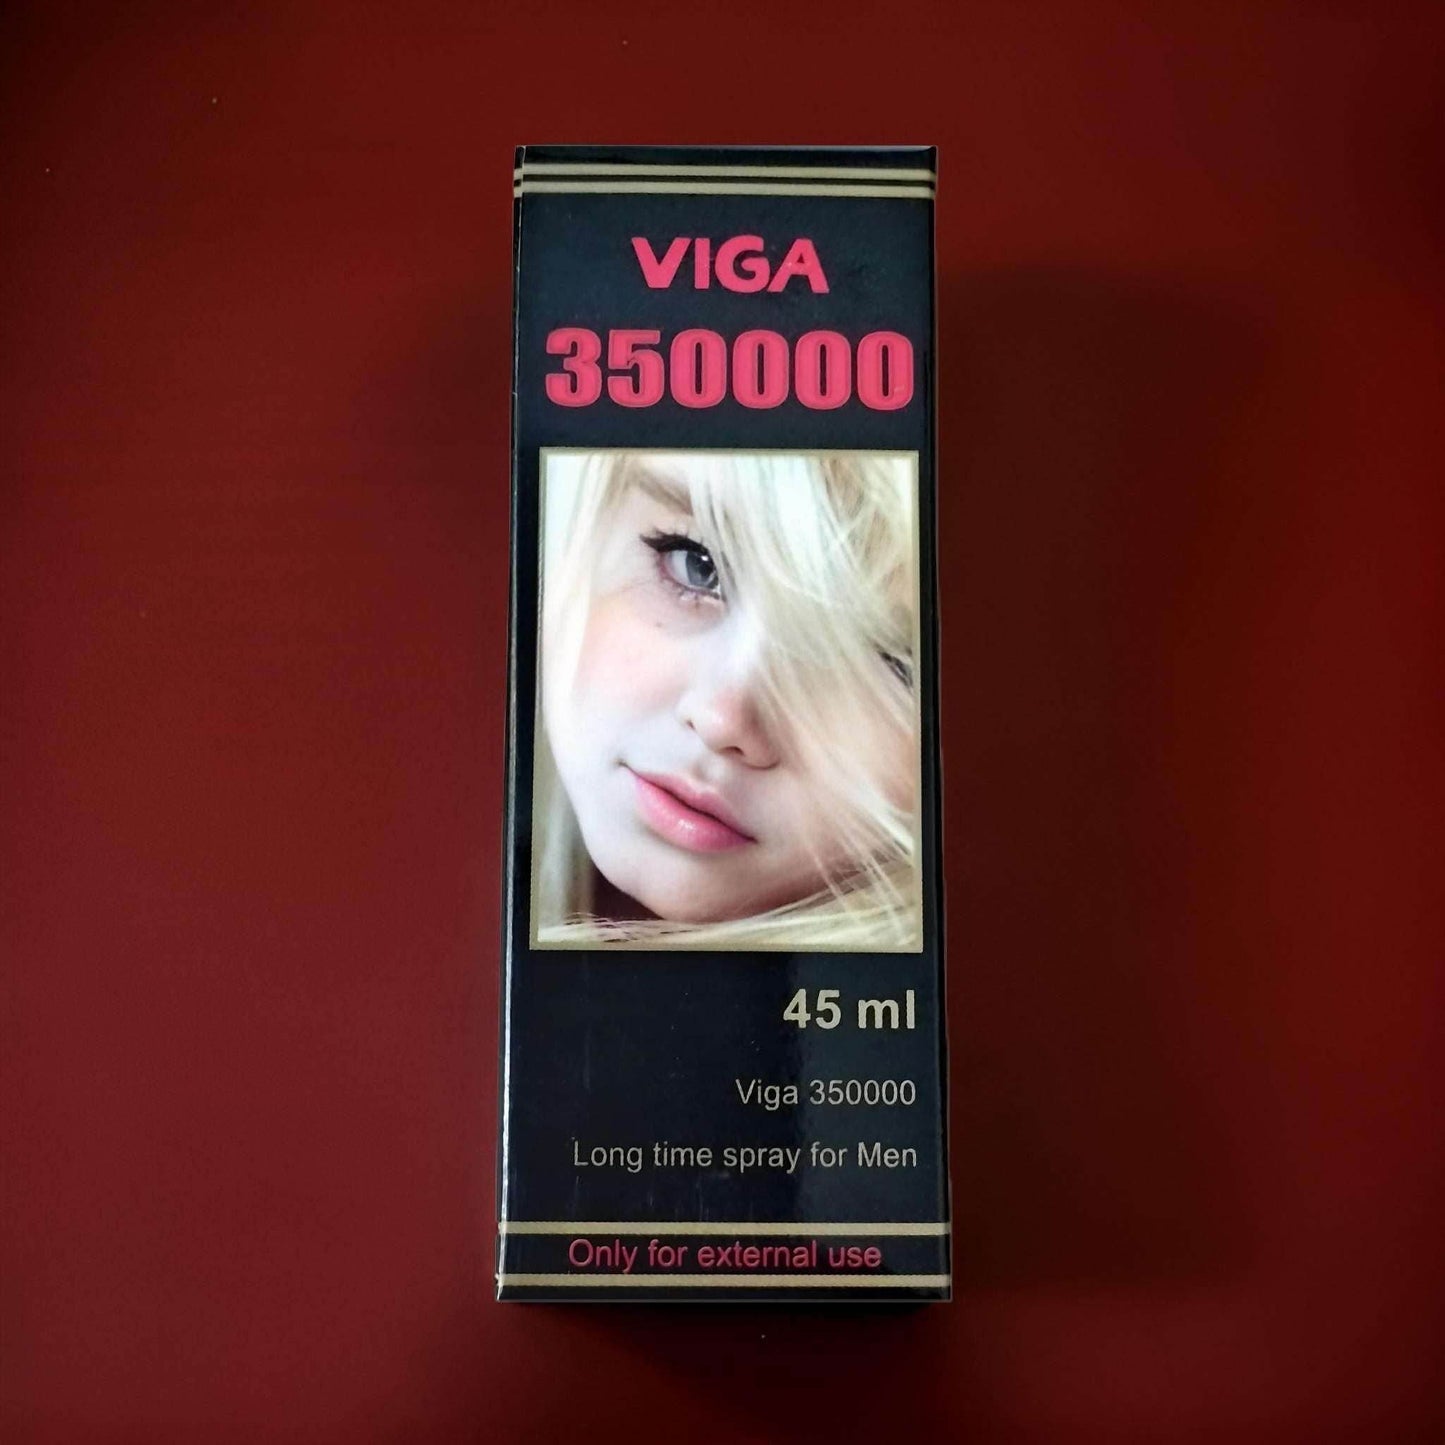 VIGA
350000
45 ml
Viga 350000
Long time spray for Men
Only for external use